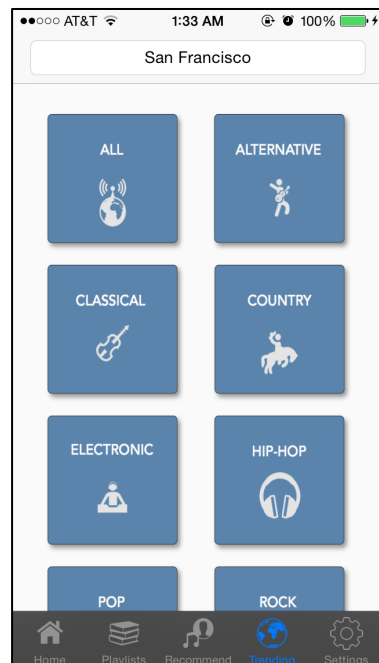 AT&T 1:33 AM 100%
San Francisco
ALL ALTERNATIVE
CLASSICAL COUNTRY
ELECTRONIC HIP-HOP
POP ROCK
Home Playlists Recommend Trending Settings